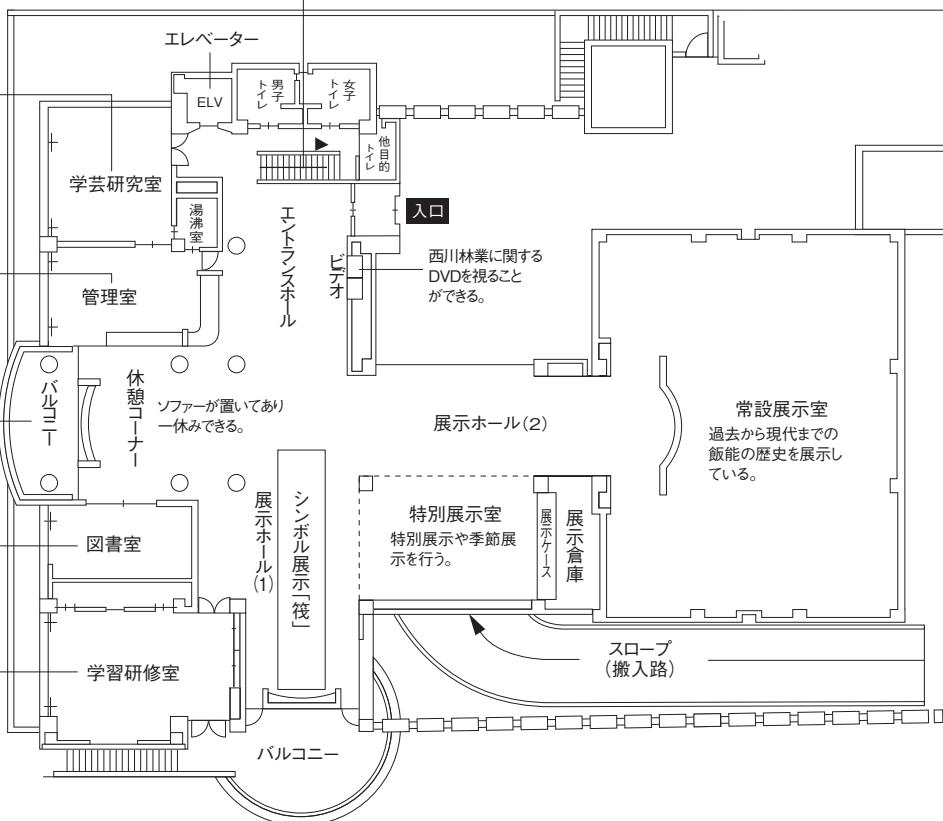 エレベーター
ELV
男子
トイレ
女子
トイレ
他目的
トイレ
学芸研究室
湯沸室
入口
エントランスホール
ビデオ
西川林業に関する
DVDを視ること
ができる。
管理室
バルコニー
休憩コーナー
ソファーが置いてあり
一休みできる。
展示ホール(2)
常設展示室
過去から現代までの
飯能の歴史を展示し
ている。
図書室
展示ホール(1)
シンボル展示「筏」
特別展示室
特別展示や季節展
示を行う。
展示ケース
展示倉庫
学習研修室
スロープ
(搬入路)
バルコニー